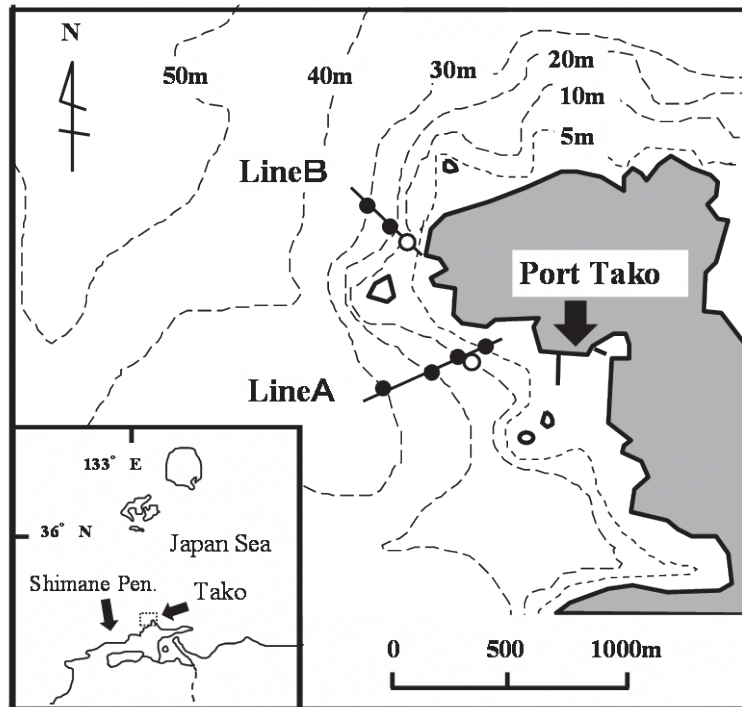 N
50m
40m
30m
20m
10m
5m
LineB
Port Tako
LineA
133° E
36° N
Japan Sea
Shimane Pen.
Tako
0 500 1000m